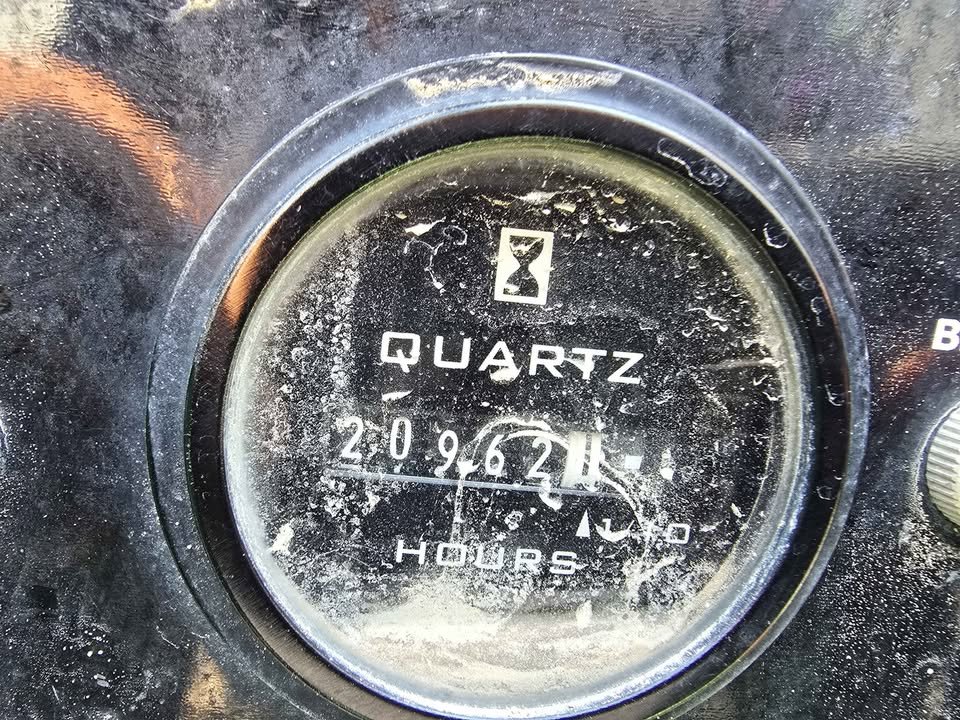 QUARTZ
20962
1/10
HOURS
B